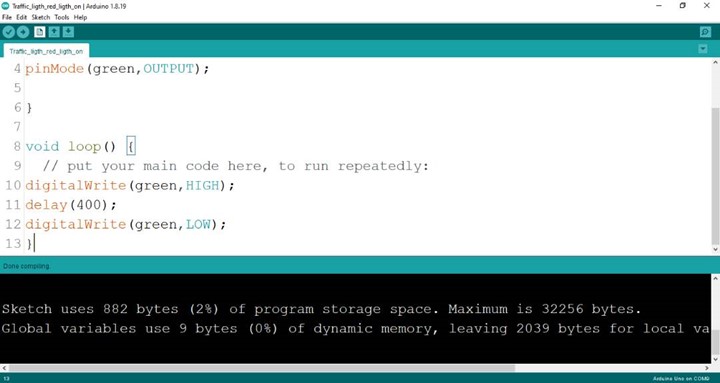 Traffic_ligth_red_ligth_on | Arduino 1.8.19
File Edit Sketch Tools Help
Traffic_ligth_red_ligth_on
4 pinMode(green,OUTPUT);
5
6 }
7
8 void loop() {
9 // put your main code here, to run repeatedly:
10 digitalWrite(green,HIGH);
11 delay(400);
12 digitalWrite(green,LOW);
13 }
Done compiling.
Sketch uses 882 bytes (2%) of program storage space. Maximum is 32256 bytes.
Global variables use 9 bytes (0%) of dynamic memory, leaving 2039 bytes for local va
13
Arduino Uno on COM9